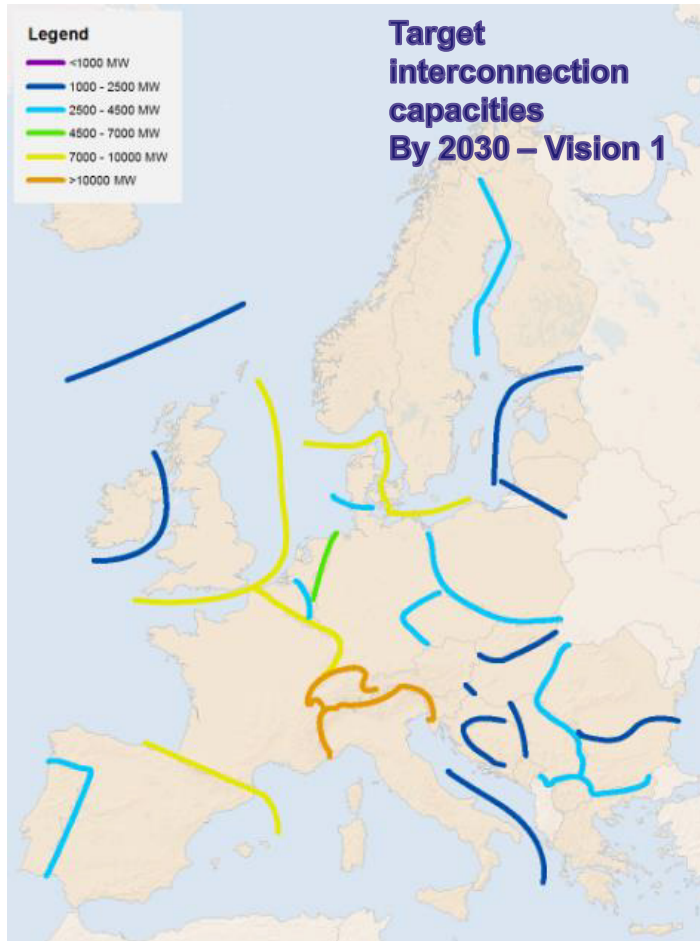 Legend
<1000 MW
1000 - 2500 MW
2500 - 4500 MW
4500 - 7000 MW
7000 - 10000 MW
>10000 MW
Target
interconnection
capacities
By 2030 – Vision 1